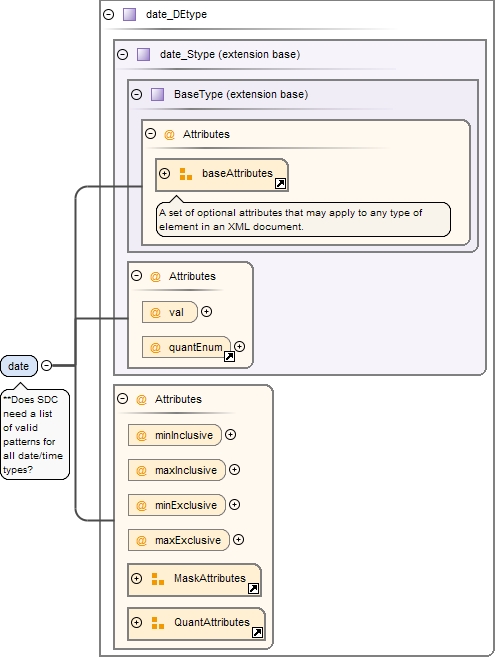 date_DEtype
date_Stype (extension base)
BaseType (extension base)
@ Attributes
baseAttributes
A set of optional attributes that may apply to any type of
element in an XML document.
@ Attributes
@ val
@ quantEnum
date
**Does SDC
need a list
of valid
patterns for
all date/time
types?
@ Attributes
@ minInclusive
@ maxInclusive
@ minExclusive
@ maxExclusive
MaskAttributes
QuantAttributes